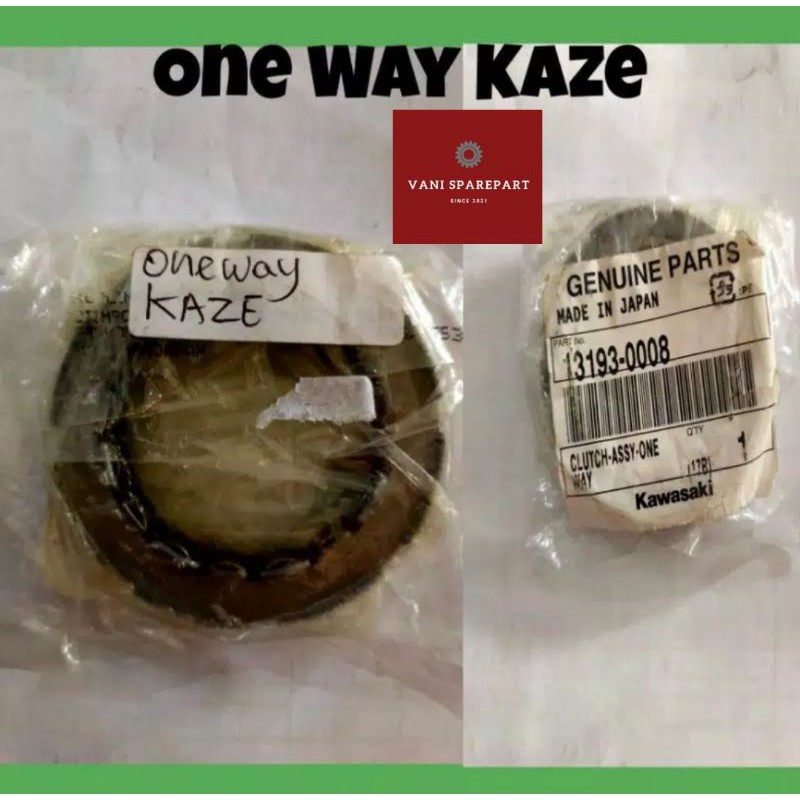 one way Kaze
VANI SPAREPART
SINCE 2021
oneway
KAZE
GENUINE PARTS
MADE IN JAPAN
PART No.
13193-0008
Q'TY
CLUTCH-ASSY-ONE
WAY
(17B)
1
Kawasaki